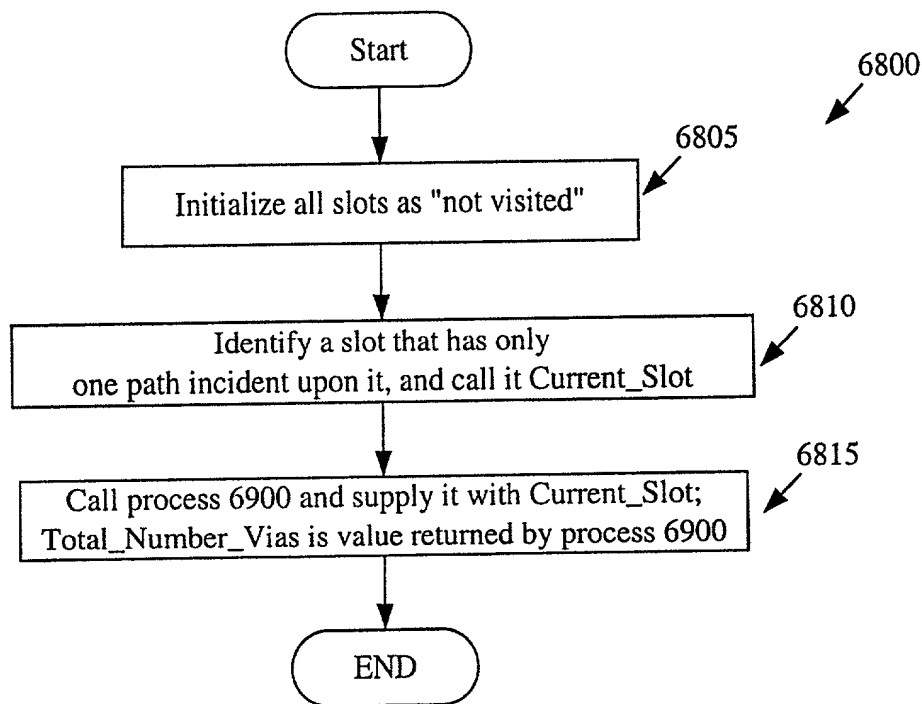 Start
6800
6805
Initialize all slots as "not visited"
6810
Identify a slot that has only
one path incident upon it, and call it Current_Slot
6815
Call process 6900 and supply it with Current_Slot;
Total_Number_Vias is value returned by process 6900
END